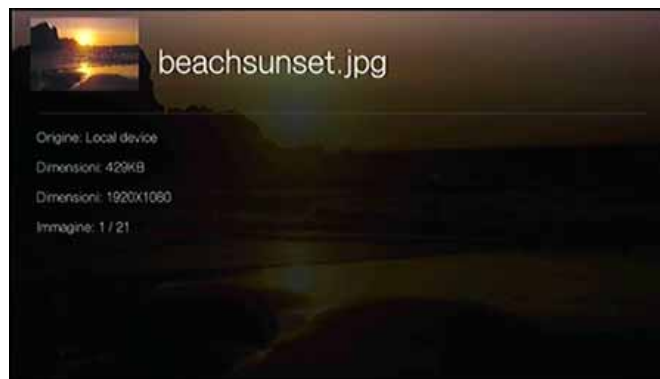 beachsunset.jpg
Origine: Local device
Dimensioni: 429KB
Dimensioni: 1920X1080
Immagine: 1 / 21